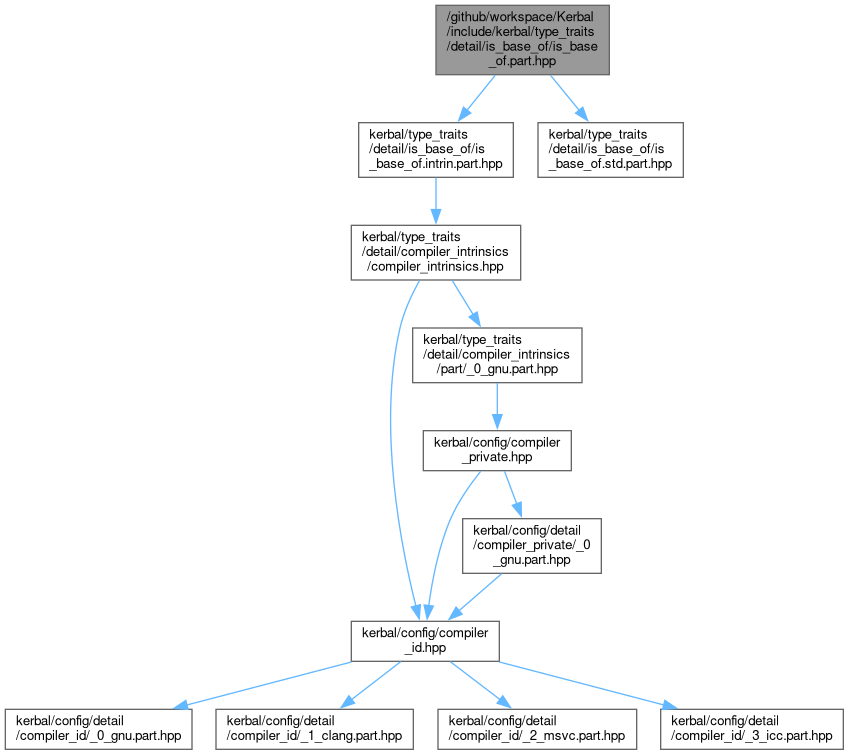 /github/workspace/Kerbal
/include/kerbal/type_traits
/detail/is_base_of/is_base
_of.part.hpp
kerbal/type_traits
/detail/is_base_of/is
_base_of.intrin.part.hpp
kerbal/type_traits
/detail/is_base_of/is
_base_of.std.part.hpp
kerbal/type_traits
/detail/compiler_intrinsics
/compiler_intrinsics.hpp
kerbal/type_traits
/detail/compiler_intrinsics
/part/_0_gnu.part.hpp
kerbal/config/compiler
_private.hpp
kerbal/config/detail
/compiler_private/_0
_gnu.part.hpp
kerbal/config/compiler
_id.hpp
kerbal/config/detail
/compiler_id/_0_gnu.part.hpp
kerbal/config/detail
/compiler_id/_1_clang.part.hpp
kerbal/config/detail
/compiler_id/_2_msvc.part.hpp
kerbal/config/detail
/compiler_id/_3_icc.part.hpp